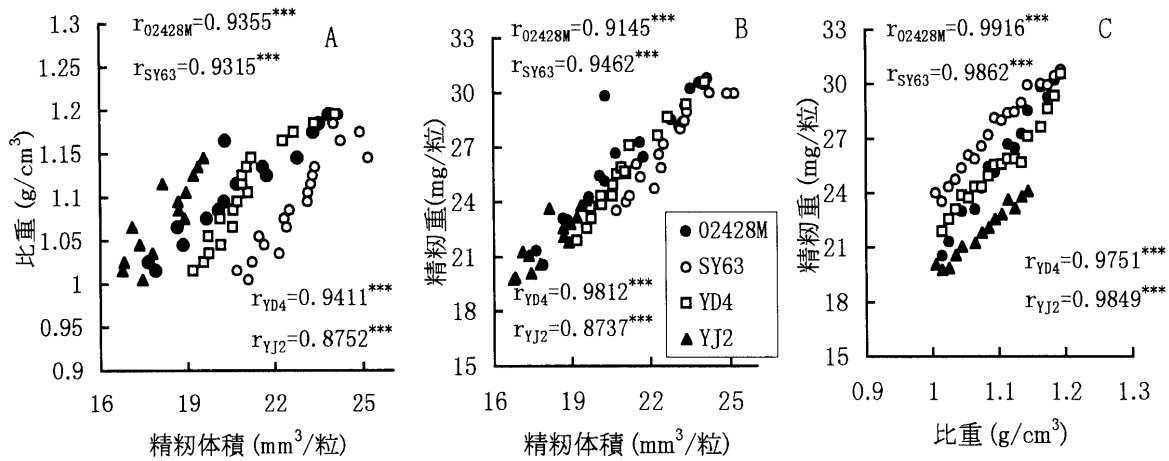 A
r02428M=0.9355***
rSY63=0.9315***
1.3
1.25
1.2
1.15
1.1
1.05
1
0.95
0.9
比重 (g/cm³)
rYD4=0.9411***
rYJ2=0.8752***
16 19 22 25
精籾体積 (mm³/粒)
B
r02428M=0.9145***
rSY63=0.9462***
33
30
27
24
21
18
15
精籾重(mg/粒)
02428M
SY63
YD4
YJ2
rYD4=0.9812***
rYJ2=0.8737***
16 19 22 25
精籾体積 (mm³/粒)
C
r02428M=0.9916***
rSY63=0.9862***
33
30
27
24
21
18
15
精籾重(mg/粒)
rYD4=0.9751***
rYJ2=0.9849***
0.9 1 1.1 1.2 1.3
比重 (g/cm³)